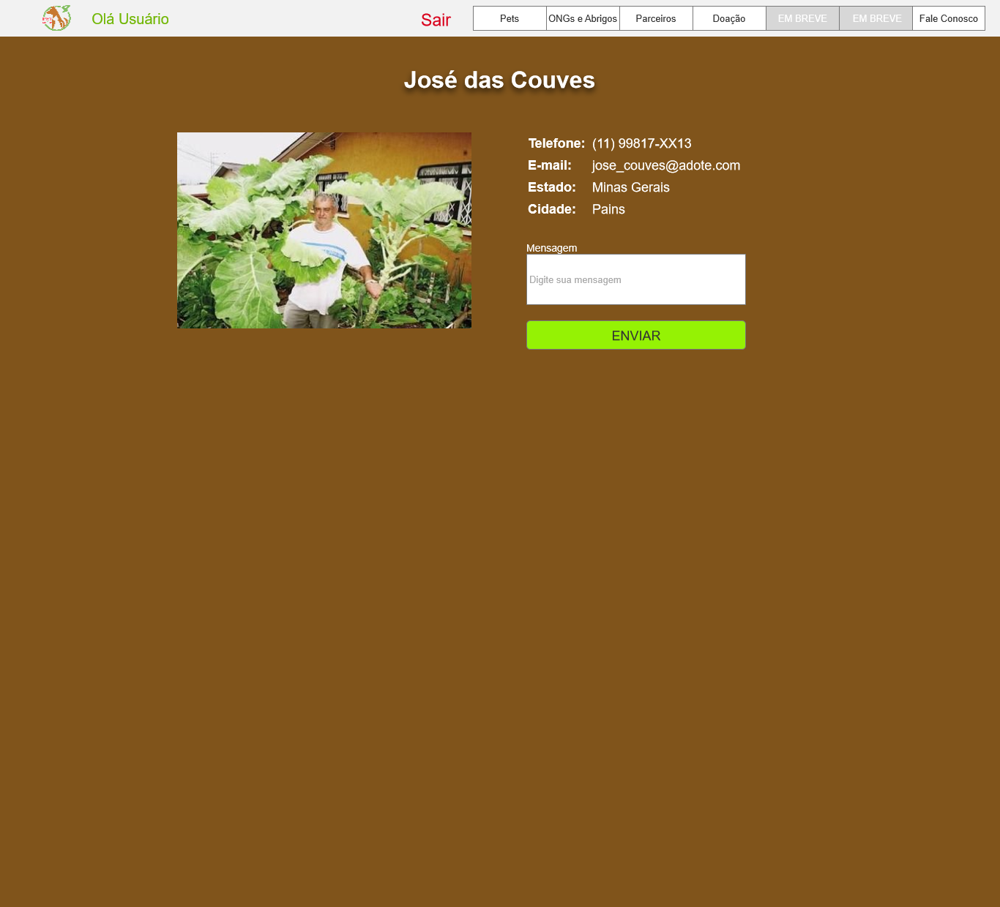 Olá Usuário
Sair
Pets
ONGs e Abrigos
Parceiros
Doação
EM BREVE
EM BREVE
Fale Conosco
José das Couves
Telefone: (11) 99817-XX13
E-mail: jose_couves@adote.com
Estado: Minas Gerais
Cidade: Pains
Mensagem
Digite sua mensagem
ENVIAR